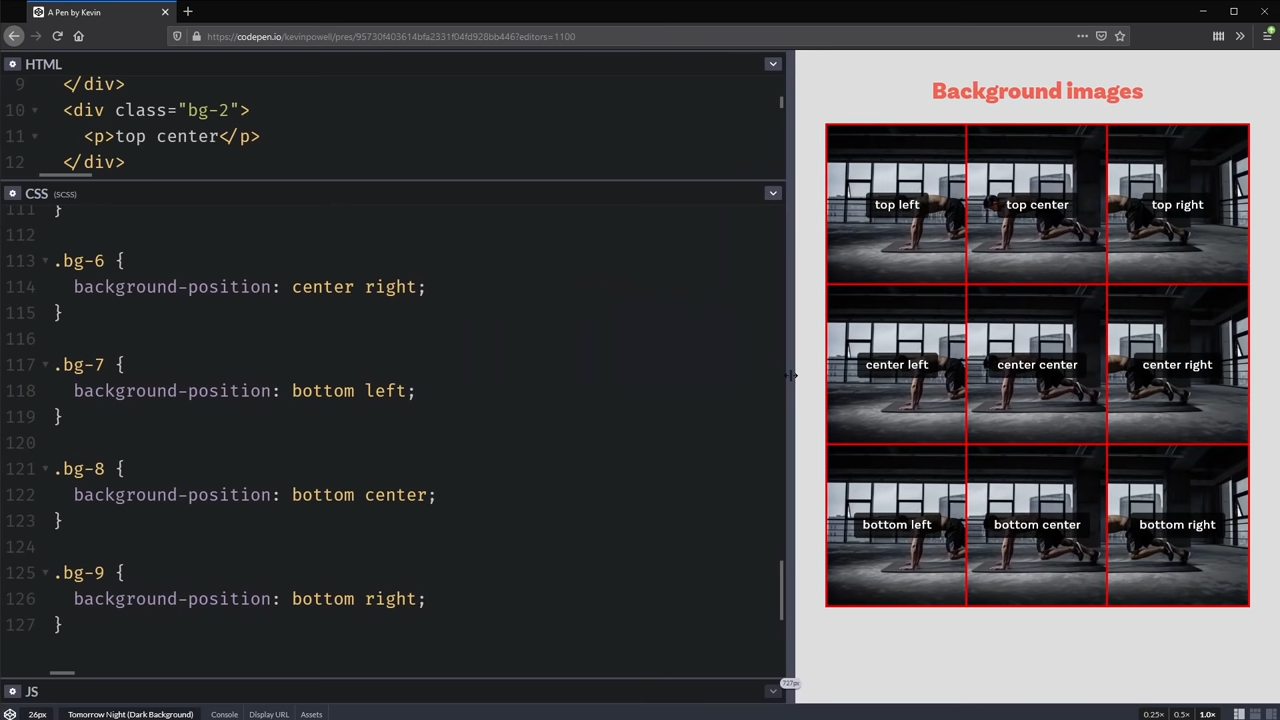 A Pen by Kevin
https://codepen.io/kevinpowell/pres/95730f403614bfa2331f04fd928bb446?editors=1100
HTML
9 </div>
10 <div class="bg-2">
11 <p>top center</p>
12 </div>
CSS (SCSS)
111 }
112
113 .bg-6 {
114 background-position: center right;
115 }
116
117 .bg-7 {
118 background-position: bottom left;
119 }
120
121 .bg-8 {
122 background-position: bottom center;
123 }
124
125 .bg-9 {
126 background-position: bottom right;
127 }
JS
727px
26px Tomorrow Night (Dark Background) Console Display URL Assets
0.25× 0.5× 1.0×
Background images
top left top center top right
center left center center center right
bottom left bottom center bottom right